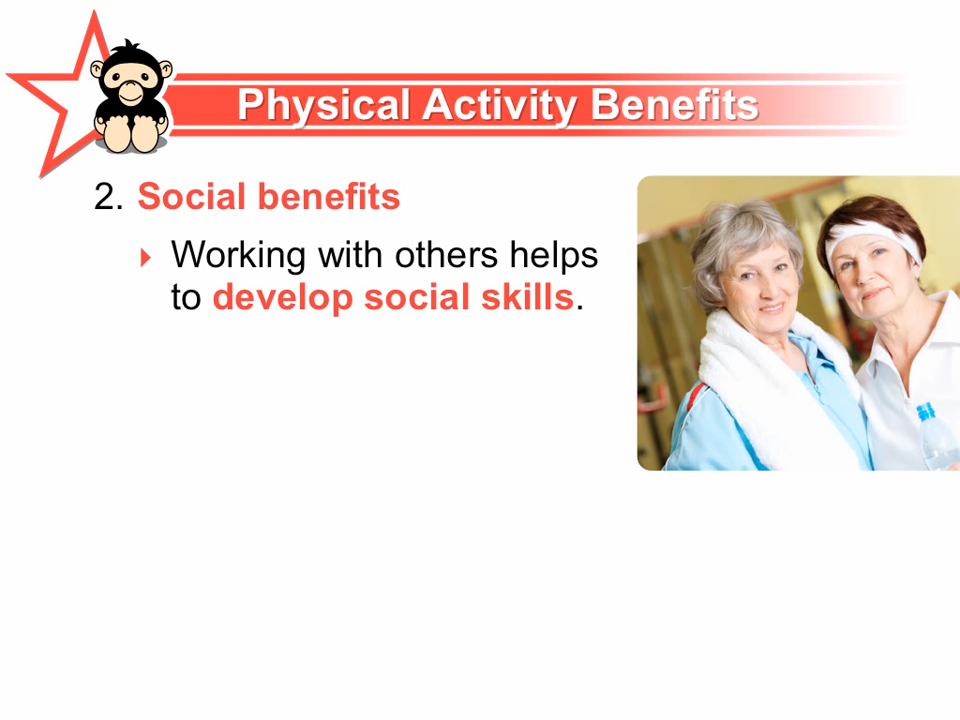 Physical Activity Benefits
2. Social benefits
Working with others helps
to develop social skills.